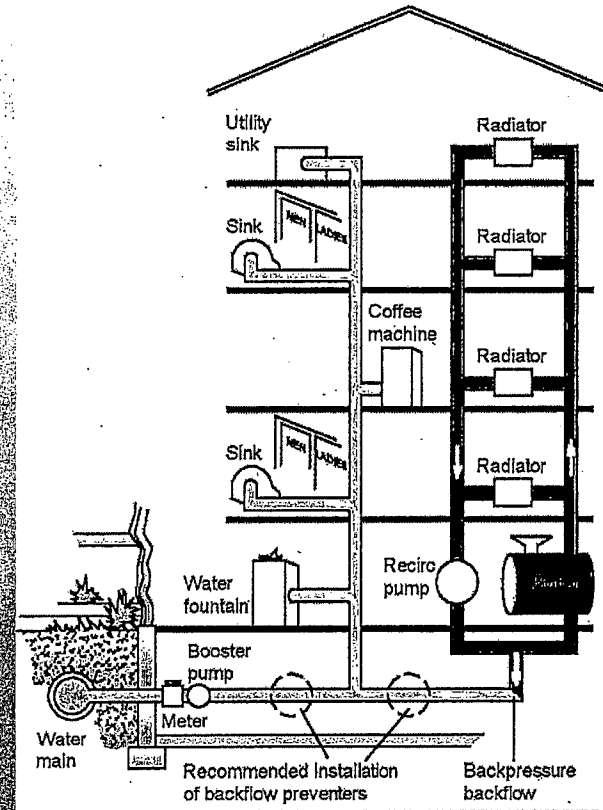 Utility
sink
Radiator
MEN LADIES
Sink
Radiator
Coffee
machine
Radiator
MEN LADIES
Sink
Radiator
Recirc
pump
Water
fountain
Booster
pump
Meter
Water
main
Recommended Installation
of backflow preventers
Backpressure
backflow